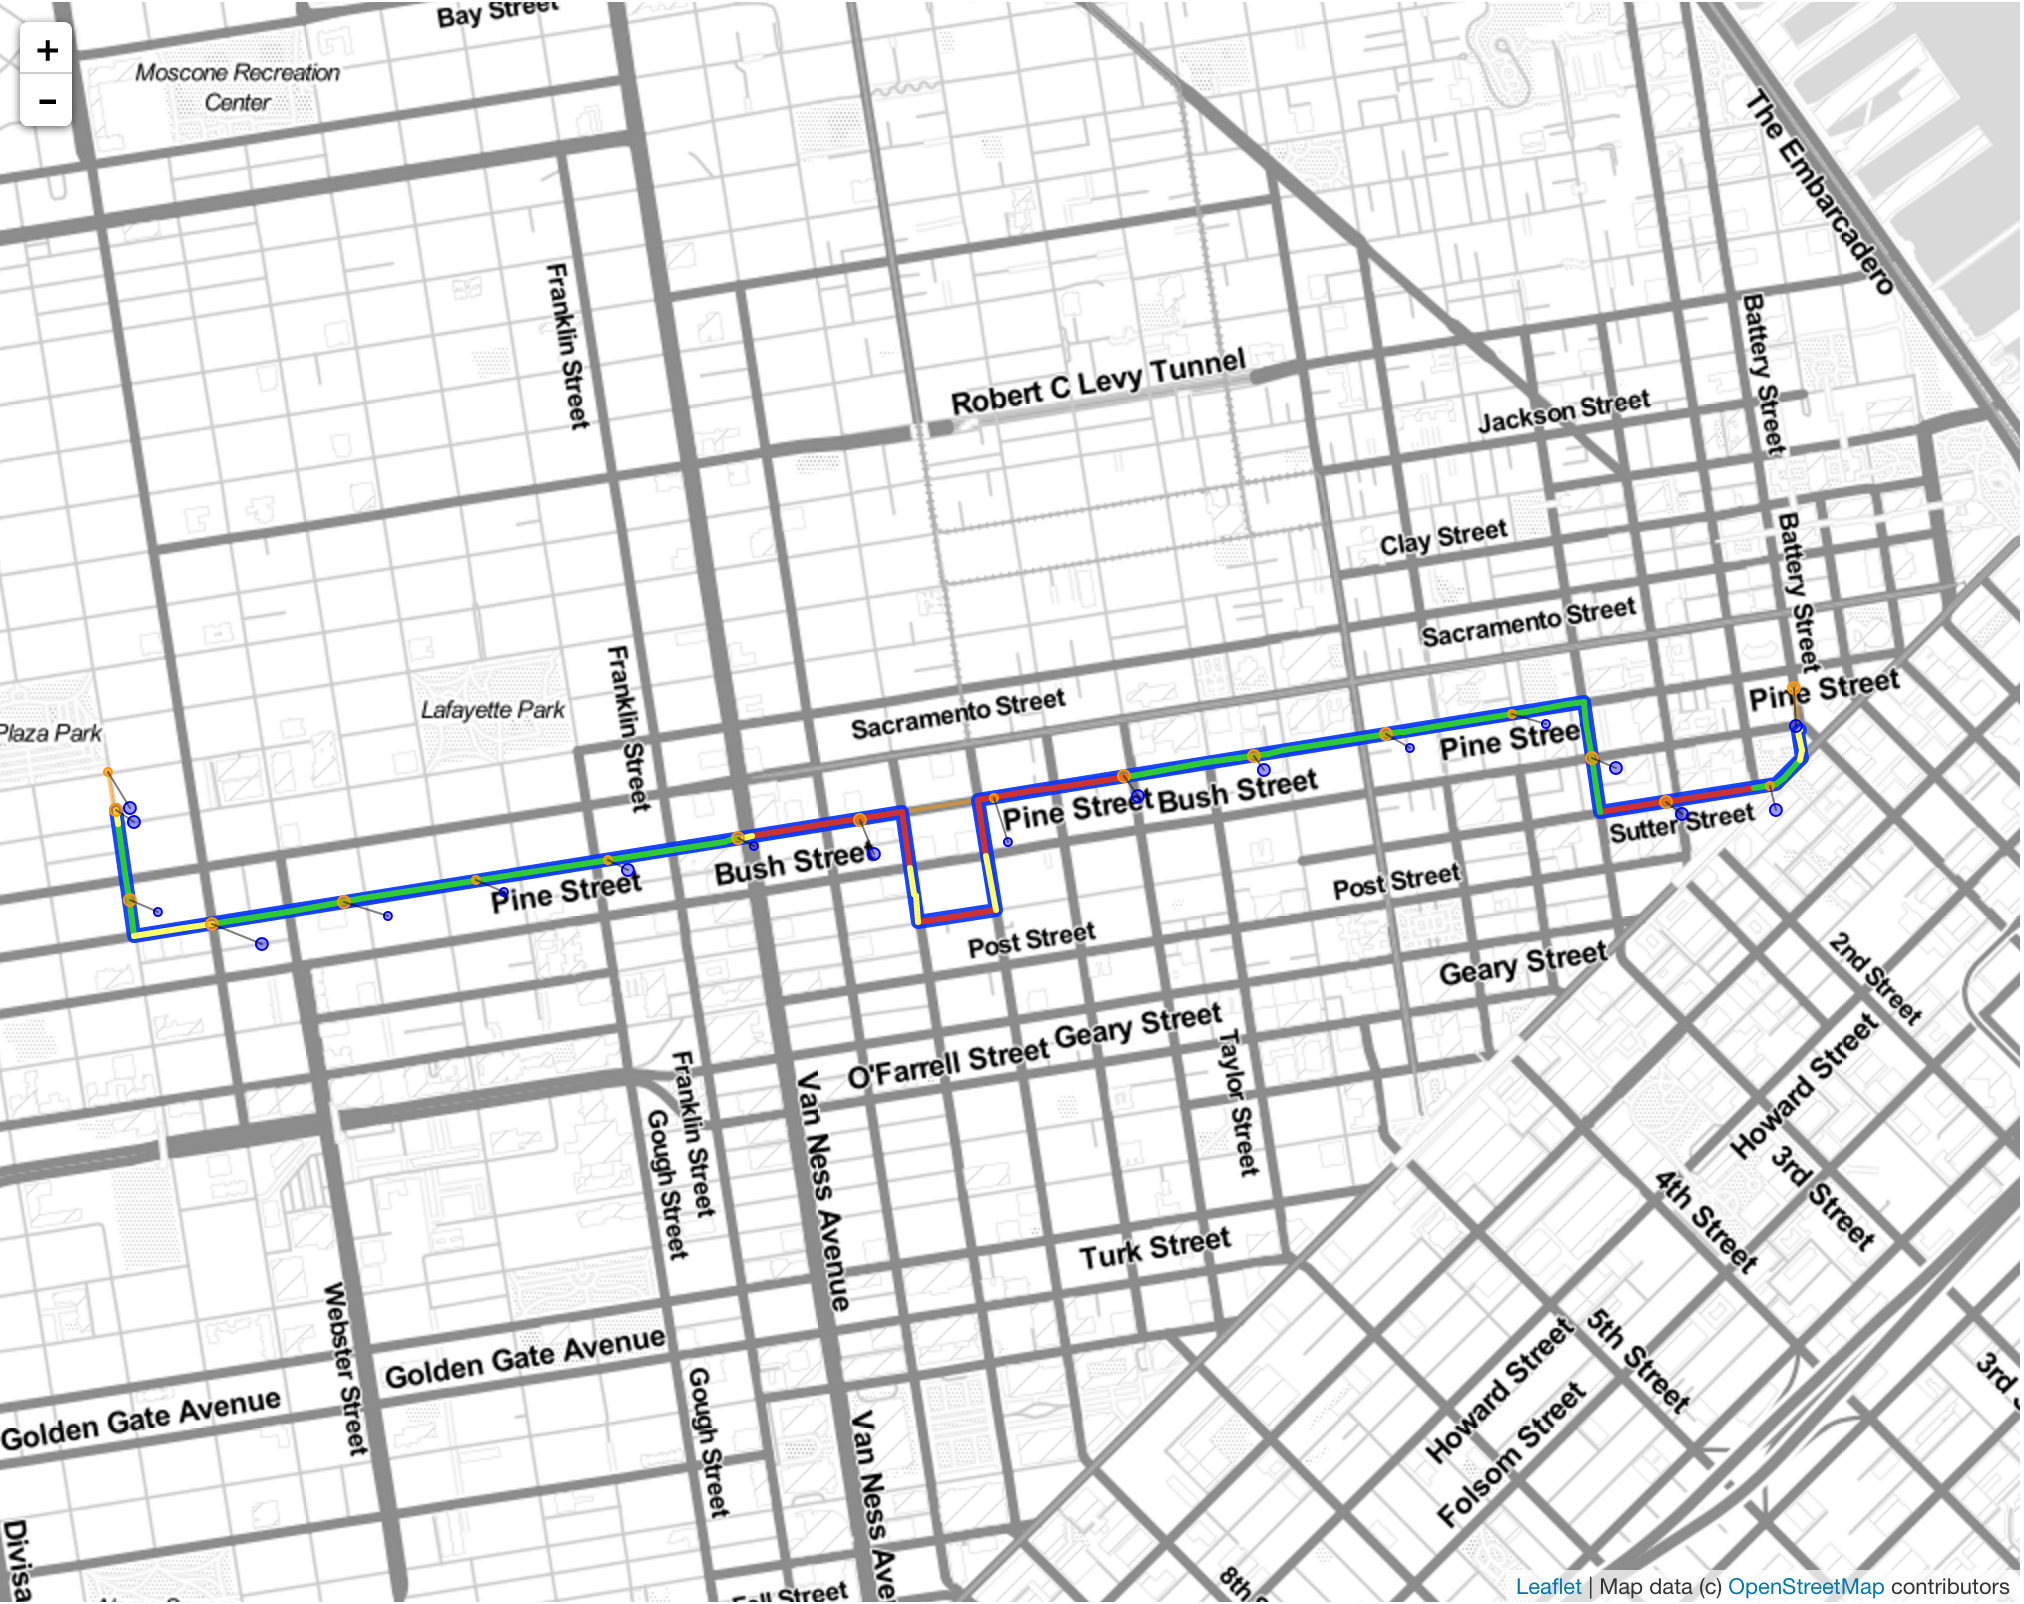 Bay Street
+
−
Moscone Recreation
Center
The Embarcadero
Franklin Street
Battery Street
Robert C Levy Tunnel
Jackson Street
Battery Street
Clay Street
Sacramento Street
Franklin Street
Lafayette Park
Sacramento Street
Pine Street
Plaza Park
Pine Stree
Bush Street
Pine Street
Sutter Street
Bush Street
Pine Street
Post Street
Post Street
Geary Street
2nd Street
Geary Street
O'Farrell Street
Taylor Street
Howard Street
Franklin Street
Gough Street
Van Ness Avenue
3rd Street
4th Street
Turk Street
Webster Street
Golden Gate Avenue
Golden Gate Avenue
Gough Street
5th Street
Howard Street
Folsom Street
3rd
Van Ness Ave
Divisa
8th
Street
Leaflet | Map data (c) OpenStreetMap contributors